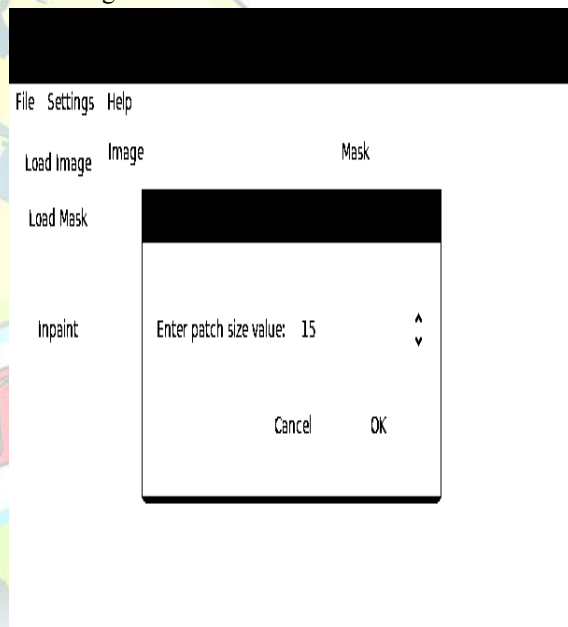 File Settings Help
Load Image Image Mask
Load Mask
Inpaint Enter patch size value: 15
Cancel OK